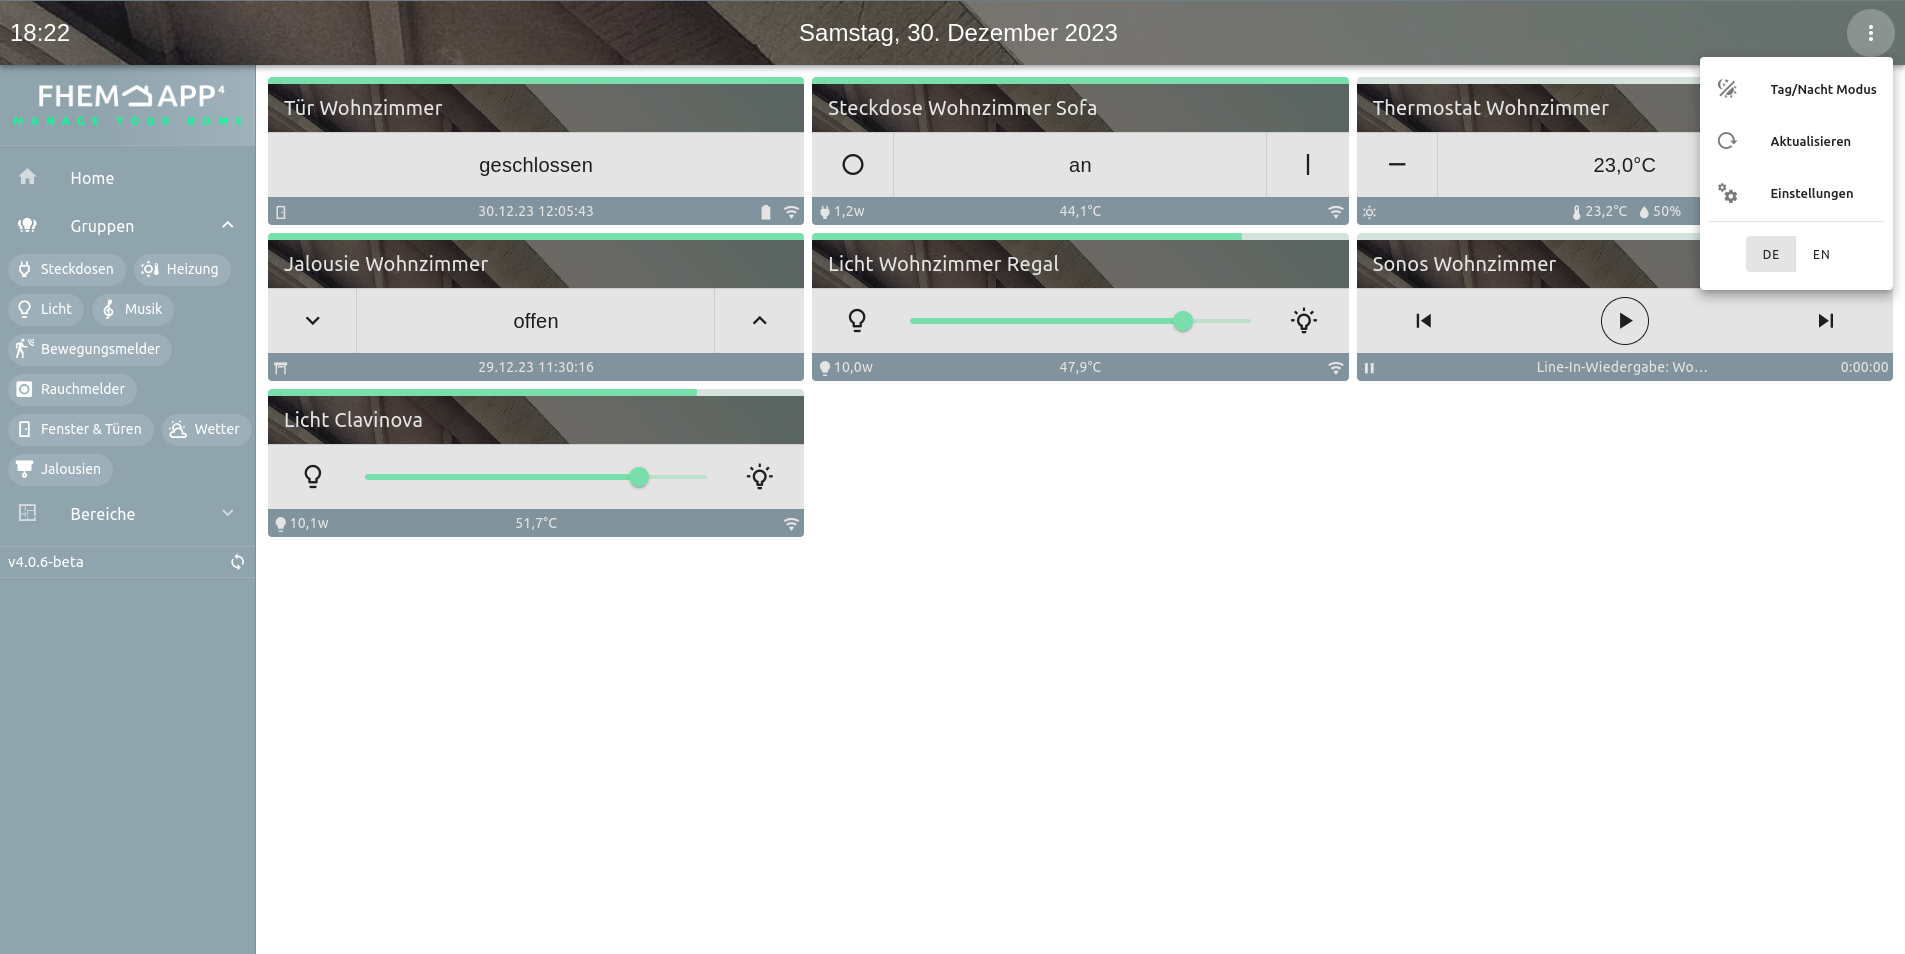 18:22
Samstag, 30. Dezember 2023
FHEM APP 4
MANAGE YOUR HOME
Home
Gruppen
Steckdosen
Heizung
Licht
Musik
Bewegungsmelder
Rauchmelder
Fenster & Türen
Wetter
Jalousien
Bereiche
v4.0.6-beta
Tür Wohnzimmer
geschlossen
30.12.23 12:05:43
Steckdose Wohnzimmer Sofa
an
1,2w
44,1°C
Thermostat Wohnzimmer
23,0°C
23,2°C
50%
Jalousie Wohnzimmer
offen
29.12.23 11:30:16
Licht Wohnzimmer Regal
10,0w
47,9°C
Sonos Wohnzimmer
Line-In-Wiedergabe: Wo...
0:00:00
Licht Clavinova
10,1w
51,7°C
Tag/Nacht Modus
Aktualisieren
Einstellungen
DE
EN